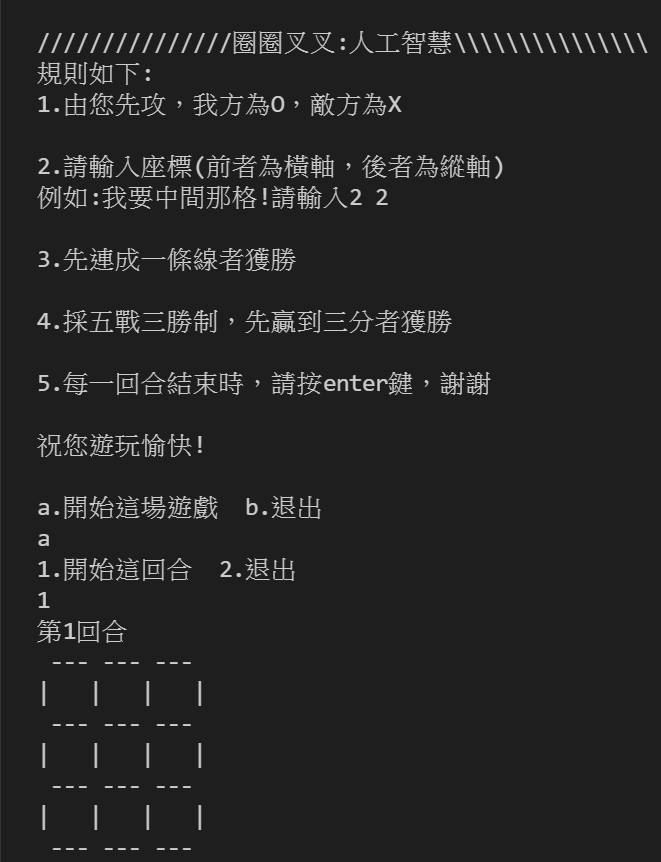 ///////////////圈圈叉叉:人工智慧\\\\\\\\\\\\\\\
規則如下:
1.由您先攻，我方為O，敵方為X
2.請輸入座標(前者為橫軸，後者為縱軸)
例如:我要中間那格!請輸入2 2
3.先連成一條線者獲勝
4.採五戰三勝制，先贏到三分者獲勝
5.每一回合結束時，請按enter鍵，謝謝
祝您遊玩愉快!
a.開始這場遊戲  b.退出
a
1.開始這回合  2.退出
1
第1回合
 --- --- ---
|   |   |   |
 --- --- ---
|   |   |   |
 --- --- ---
|   |   |   |
 --- --- ---